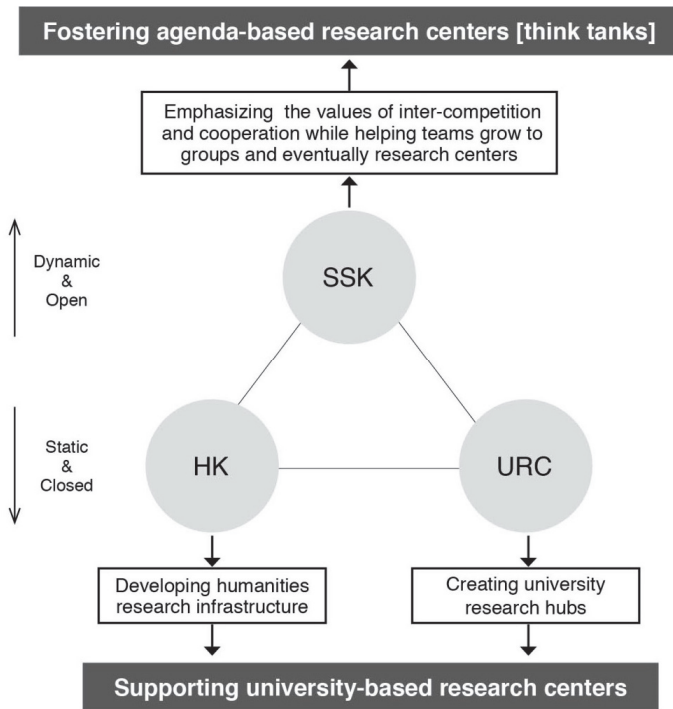 Fostering agenda-based research centers [think tanks]
Emphasizing the values of inter-competition
and cooperation while helping teams grow to
groups and eventually research centers
SSK
Dynamic
&
Open
Static
&
Closed
HK
URC
Developing humanities
research infrastructure
Creating university
research hubs
Supporting university-based research centers